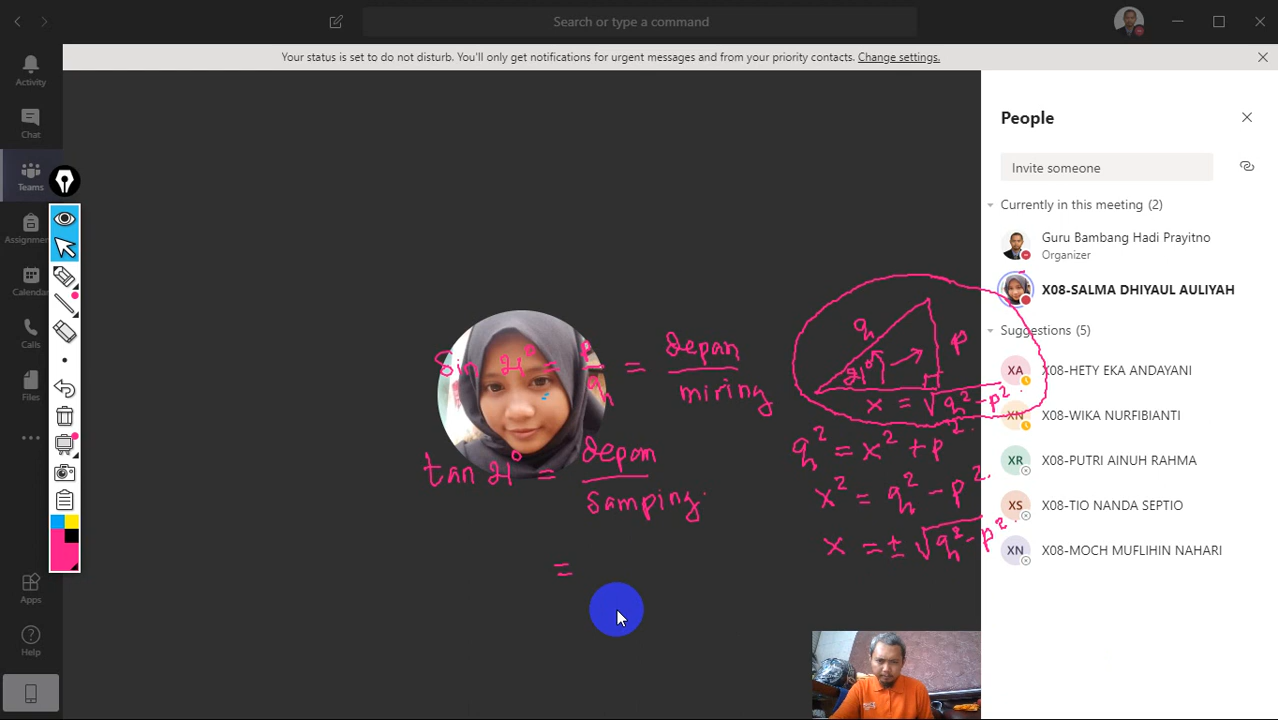 Search or type a command
Your status is set to do not disturb. You'll only get notifications for urgent messages and from your priority contacts. Change settings.
Activity
Chat
Teams
Assignmen
Calendar
Calls
Files
Apps
Help
People
Invite someone
Currently in this meeting (2)
Guru Bambang Hadi Prayitno
Organizer
X08-SALMA DHIYAUL AULIYAH
Suggestions (5)
XA X08-HETY EKA ANDAYANI
XN X08-WIKA NURFIBIANTI
XR X08-PUTRI AINUH RAHMA
XS X08-TIO NANDA SEPTIO
XN X08-MOCH MUFLIHIN NAHARI
Sin 21° = p/q = depan/miring
tan 21° = depan/samping.
=
q
p
21°
x = √q²-p².
q² = x² + p².
x² = q² - p².
x = ± √q²-p².